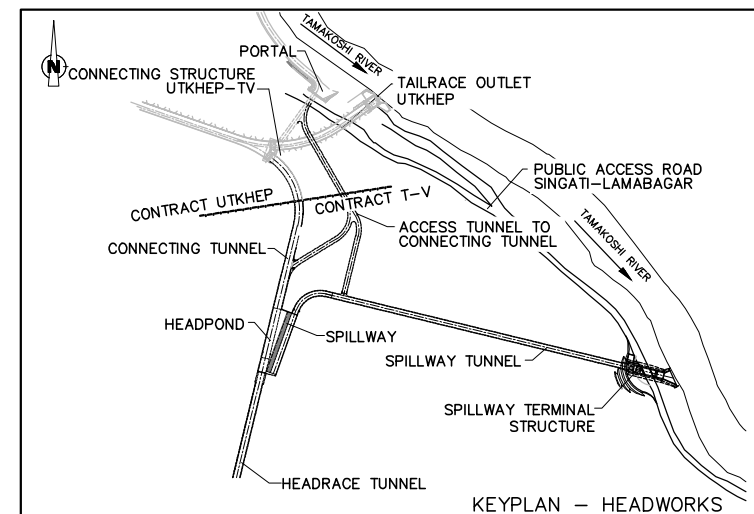 TAMAKOSHI RIVER
PORTAL
N
CONNECTING STRUCTURE
UTKHEP-TV
TAILRACE OUTLET
UTKHEP
PUBLIC ACCESS ROAD
SINGATI-LAMABAGAR
CONTRACT UTKHEP
CONTRACT T-V
TAMAKOSHI RIVER
ACCESS TUNNEL TO
CONNECTING TUNNEL
CONNECTING TUNNEL
HEADPOND
SPILLWAY
SPILLWAY TUNNEL
SPILLWAY TERMINAL
STRUCTURE
HEADRACE TUNNEL
KEYPLAN – HEADWORKS